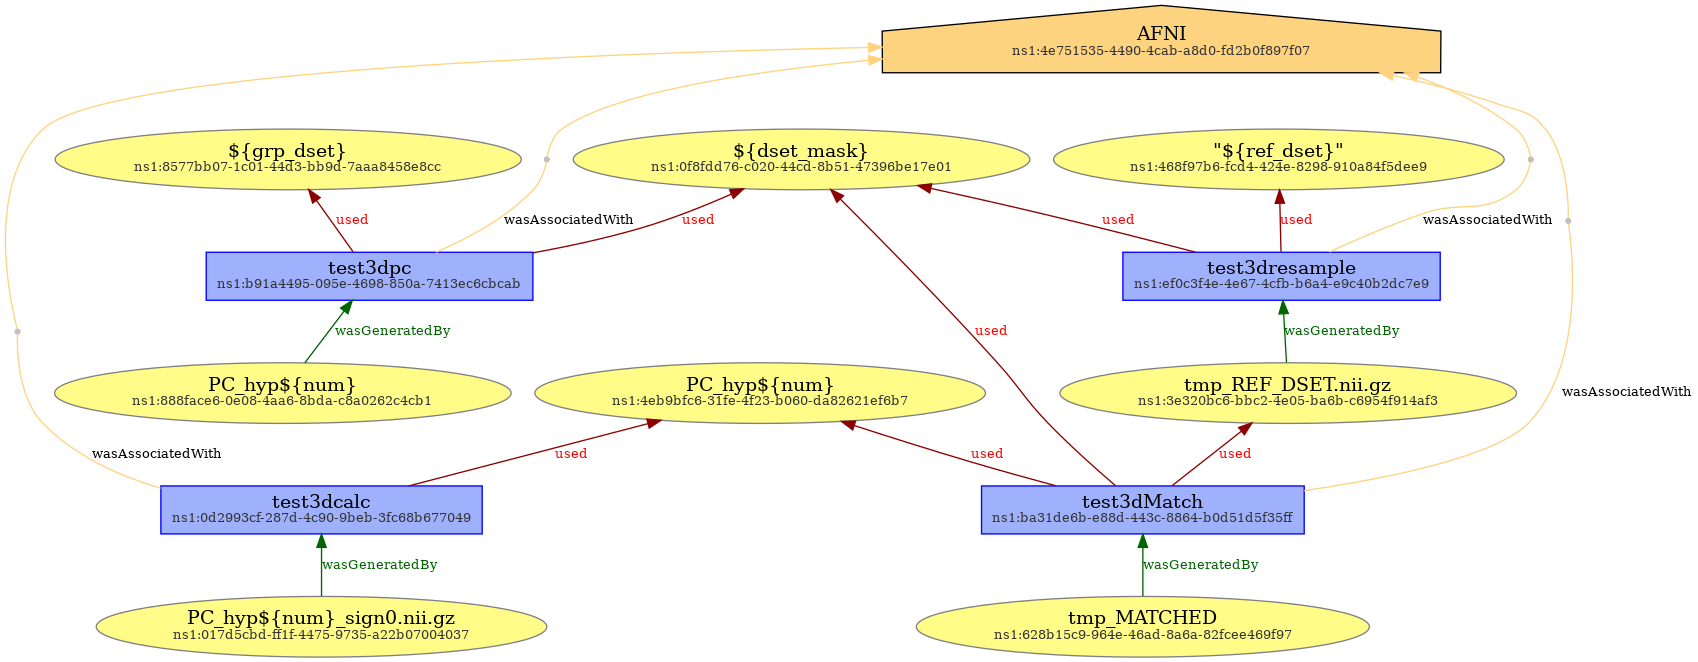 AFNI
ns1:4e751535-4490-4cab-a8d0-fd2b0f897f07
${grp_dset}
ns1:8577bb07-1c01-44d3-bb9d-7aaa8458e8cc
${dset_mask}
ns1:0f8fdd76-c020-44cd-8b51-47396be17e01
"${ref_dset}"
ns1:468f97b6-fcd4-424e-8298-910a84f5dee9
used
wasAssociatedWith
used
used
used
wasAssociatedWith
test3dpc
ns1:b91a4495-095e-4698-850a-7413ec6cbcab
test3dresample
ns1:ef0c3f4e-4e67-4cfb-b6a4-e9c40b2dc7e9
wasGeneratedBy
used
wasGeneratedBy
PC_hyp${num}
ns1:888face6-0e08-4aa6-8bda-c8a0262c4cb1
PC_hyp${num}
ns1:4eb9bfc6-31fe-4f23-b060-da82621ef6b7
tmp_REF_DSET.nii.gz
ns1:3e320bc6-bbc2-4e05-ba6b-c6954f914af3
wasAssociatedWith
wasAssociatedWith
used
used
used
test3dcalc
ns1:0d2993cf-287d-4c90-9beb-3fc68b677049
test3dMatch
ns1:ba31de6b-e88d-443c-8864-b0d51d5f35ff
wasGeneratedBy
wasGeneratedBy
PC_hyp${num}_sign0.nii.gz
ns1:017d5cbd-ff1f-4475-9735-a22b07004037
tmp_MATCHED
ns1:628b15c9-964e-46ad-8a6a-82fcee469f97